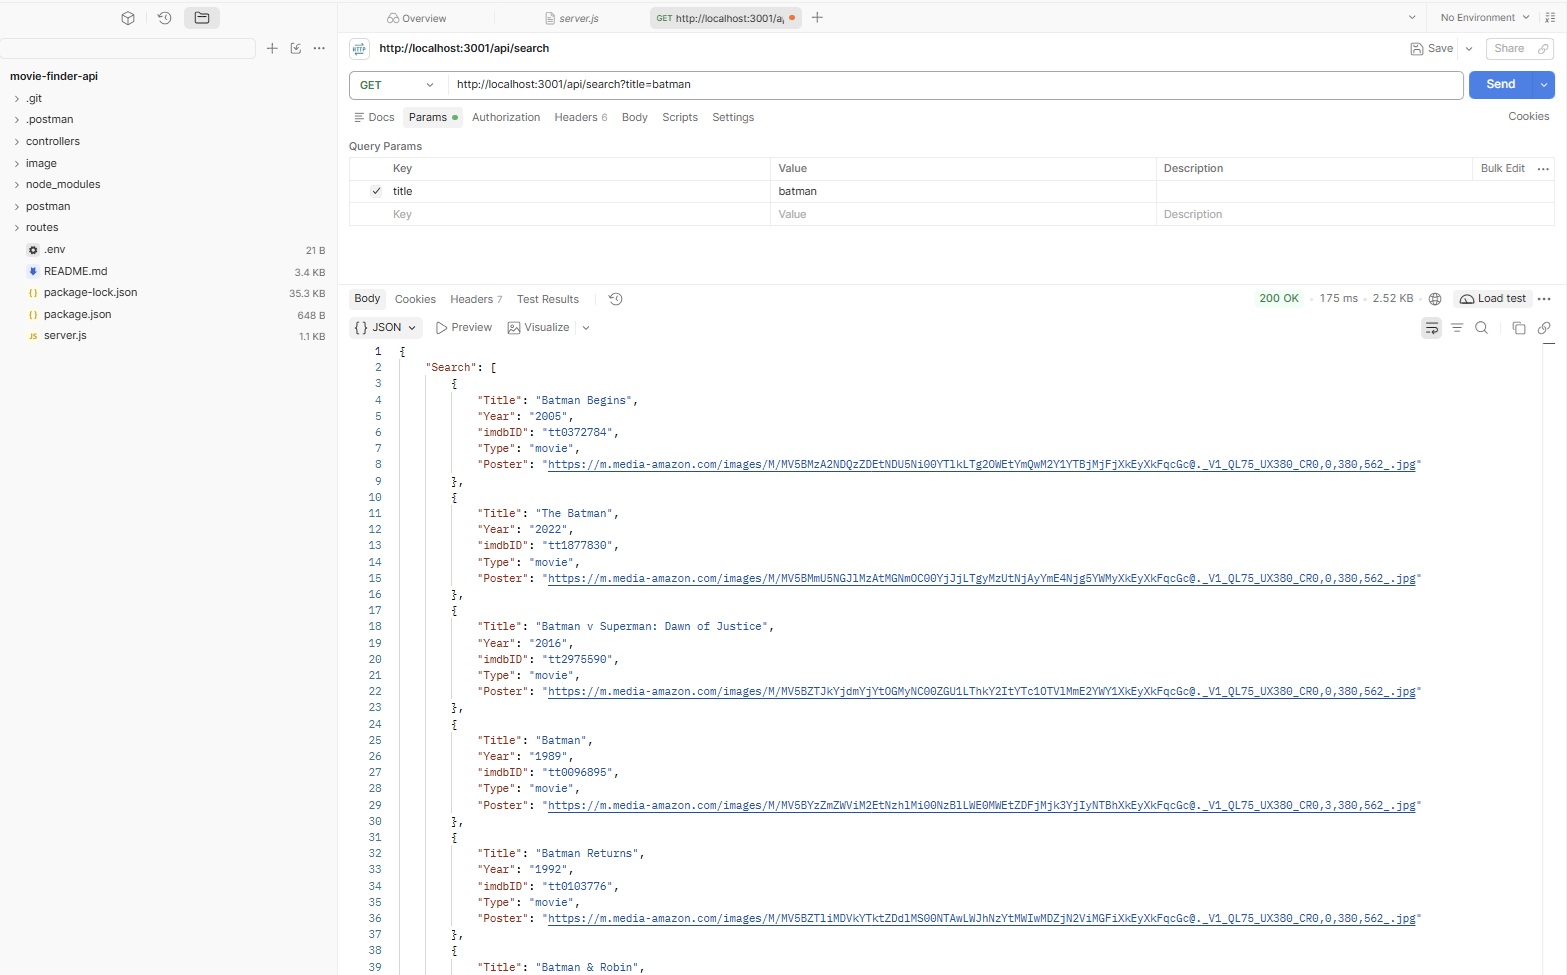 Overview
server.js
GET http://localhost:3001/a
No Environment
http://localhost:3001/api/search
Save
Share
movie-finder-api
.git
.postman
controllers
image
node_modules
postman
routes
.env 21 B
README.md 3.4 KB
package-lock.json 35.3 KB
package.json 648 B
JS server.js 1.1 KB
GET http://localhost:3001/api/search?title=batman
Send
Docs Params Authorization Headers 6 Body Scripts Settings
Cookies
Query Params
Key Value Description Bulk Edit
title batman
Key Value Description
Body Cookies Headers 7 Test Results
200 OK 175 ms 2.52 KB Load test
{} JSON Preview Visualize
1 {
2 "Search": [
3 {
4 "Title": "Batman Begins",
5 "Year": "2005",
6 "imdbID": "tt0372784",
7 "Type": "movie",
8 "Poster": "https://m.media-amazon.com/images/M/MV5BMzA2NDQzZDEtNDU5Ni00YTlkLTg2OWEtYmQwM2Y1YTBjMjFjXkEyXkFqcGc@._V1_QL75_UX380_CR0,0,380,562_.jpg"
9 },
10 {
11 "Title": "The Batman",
12 "Year": "2022",
13 "imdbID": "tt1877830",
14 "Type": "movie",
15 "Poster": "https://m.media-amazon.com/images/M/MV5BMmU5NGJlMzAtMGNmOC00YjJjLTgyMzUtNjAyYmE4Njg5YWMyXkEyXkFqcGc@._V1_QL75_UX380_CR0,0,380,562_.jpg"
16 },
17 {
18 "Title": "Batman v Superman: Dawn of Justice",
19 "Year": "2016",
20 "imdbID": "tt2975590",
21 "Type": "movie",
22 "Poster": "https://m.media-amazon.com/images/M/MV5BZTJkYjdmYjYtOGMyNC00ZGU1LThkY2ItYTc1OTVlMmE2YWY1XkEyXkFqcGc@._V1_QL75_UX380_CR0,0,380,562_.jpg"
23 },
24 {
25 "Title": "Batman",
26 "Year": "1989",
27 "imdbID": "tt0096895",
28 "Type": "movie",
29 "Poster": "https://m.media-amazon.com/images/M/MV5BYzZmZWViM2EtNzhlMi00NzBlLWE0MWEtZDFjMjk3YjIyNTBhXkEyXkFqcGc@._V1_QL75_UX380_CR0,3,380,562_.jpg"
30 },
31 {
32 "Title": "Batman Returns",
33 "Year": "1992",
34 "imdbID": "tt0103776",
35 "Type": "movie",
36 "Poster": "https://m.media-amazon.com/images/M/MV5BZTliMDVkYTktZDdlMS00NTAwLWJhNzYtMWIwMDZjN2ViMGFiXkEyXkFqcGc@._V1_QL75_UX380_CR0,0,380,562_.jpg"
37 },
38 {
39 "Title": "Batman & Robin",